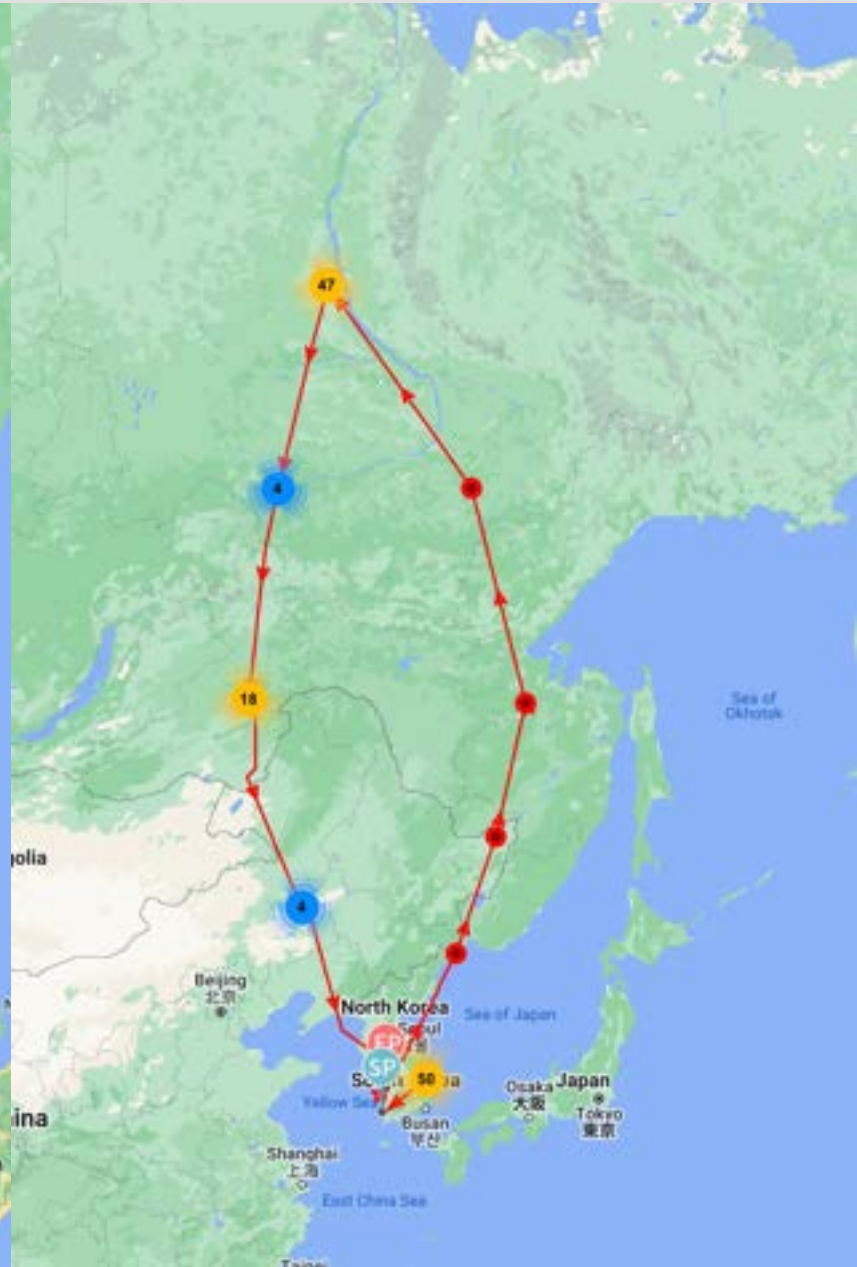 47
4
Sea of
Okhotsk
18
golia
4
Beijing
北京
North Korea
Sea of Japan
Seoul
EP
SP
50
Yellow Sea
Osaka
大阪
Japan
Tokyo
東京
ina
Busan
부산
Shanghai
上海
East China Sea